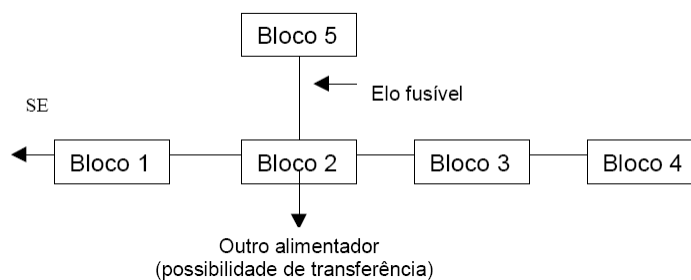 Bloco 5
Elo fusível
SE
Bloco 1
Bloco 2
Bloco 3
Bloco 4
Outro alimentador
(possibilidade de transferência)